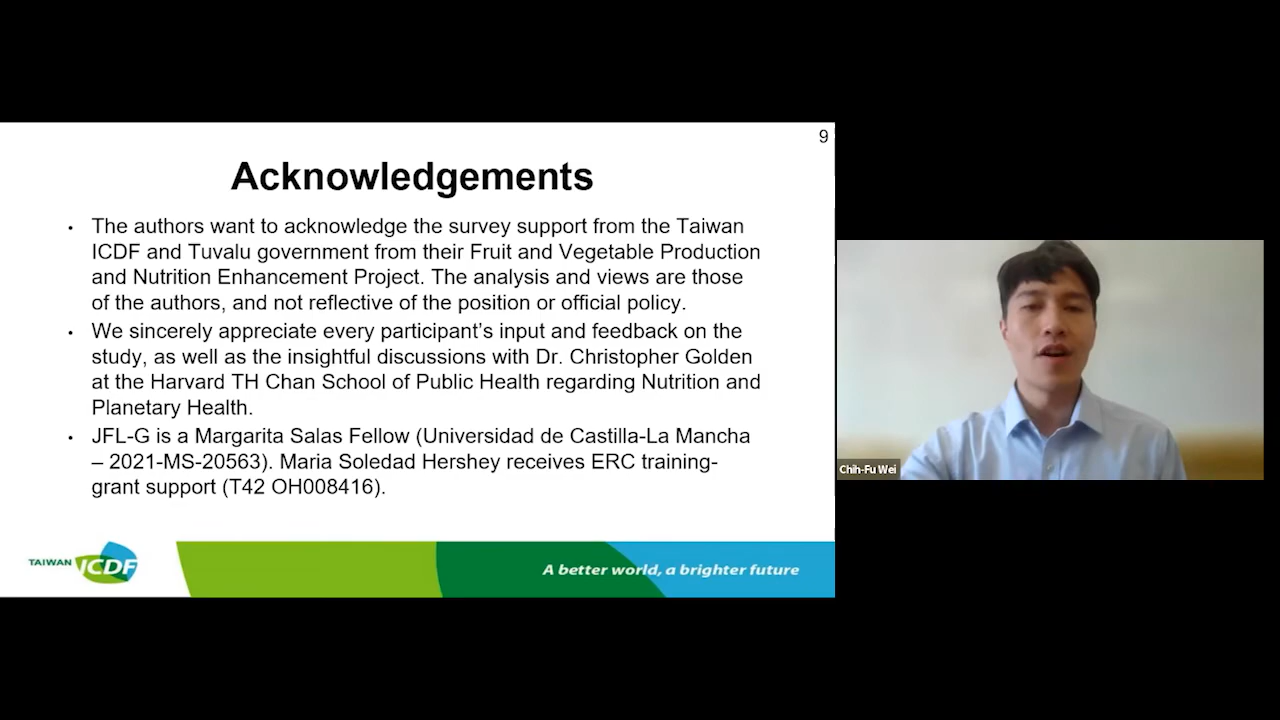 9
Acknowledgements
• The authors want to acknowledge the survey support from the Taiwan
ICDF and Tuvalu government from their Fruit and Vegetable Production
and Nutrition Enhancement Project. The analysis and views are those
of the authors, and not reflective of the position or official policy.
• We sincerely appreciate every participant's input and feedback on the
study, as well as the insightful discussions with Dr. Christopher Golden
at the Harvard TH Chan School of Public Health regarding Nutrition and
Planetary Health.
• JFL-G is a Margarita Salas Fellow (Universidad de Castilla-La Mancha
– 2021-MS-20563). Maria Soledad Hershey receives ERC training-
grant support (T42 OH008416).
TAIWAN ICDF
A better world, a brighter future
Chih-Fu Wei